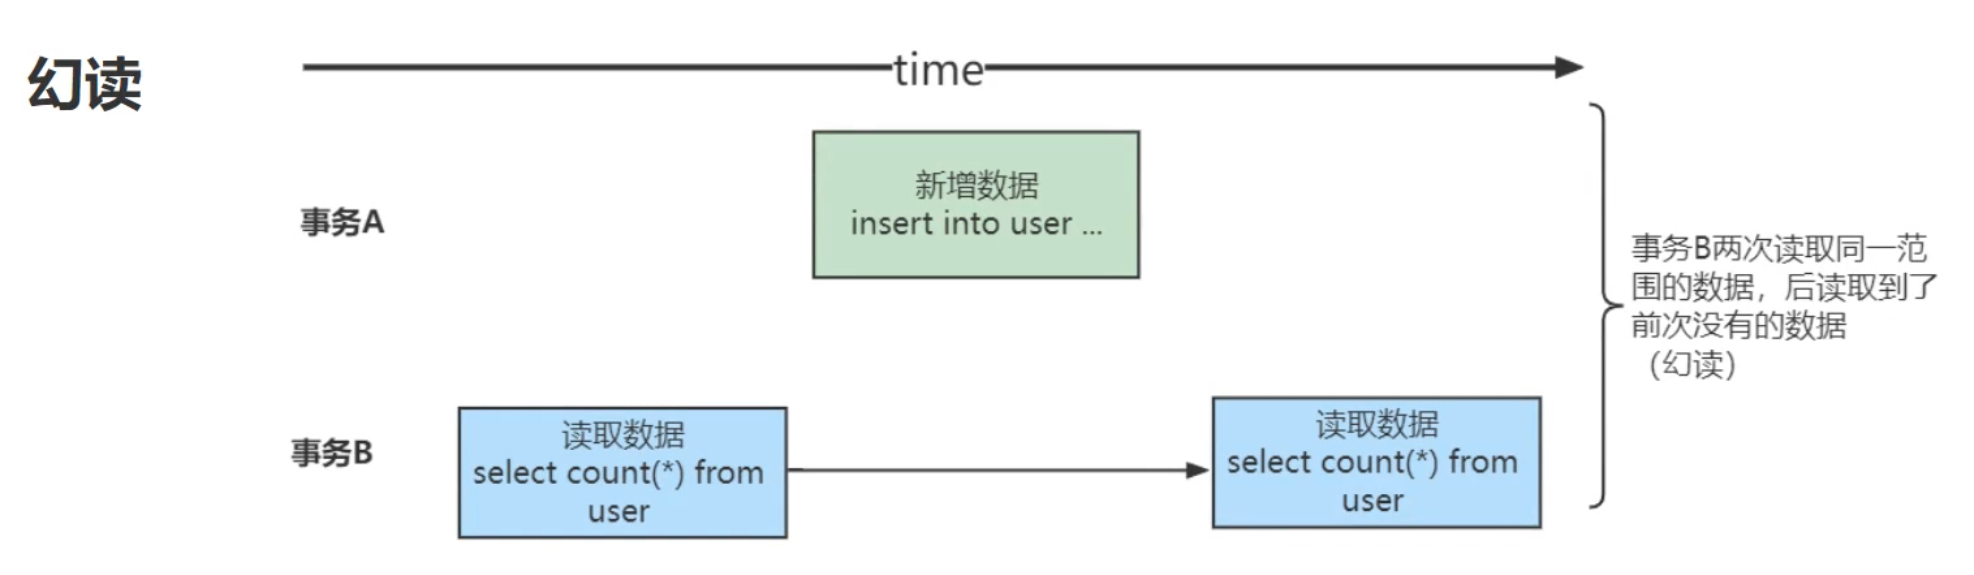 幻读
time
新增数据
insert into user ...
事务A
事务B两次读取同一范
围的数据，后读取到了
前次没有的数据
（幻读）
事务B
读取数据
select count(*) from
user
读取数据
select count(*) from
user